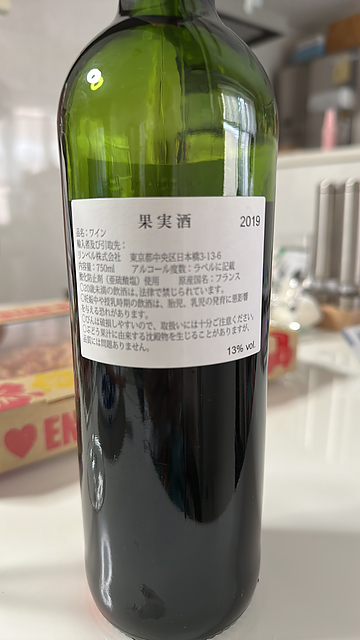 果実酒 2019
品名：ワイン
輸入者及び引取先：
リンベル株式会社 東京都中央区日本橋3-13-6
内容量：750ml アルコール度数：ラベルに記載
酸化防止剤（亜硫酸塩）使用 原産国名：フランス
○20歳未満の飲酒は、法律で禁じられています。
○妊娠中や授乳時期の飲酒は、胎児、乳児の発育に悪影響
を与える恐れがあります。
○びんは破損しやすいので、取扱いには十分ご注意ください。
○ぶどう果汁に由来する沈殿物を生じることがありますが、
品質には問題ありません。
13% vol.
EN